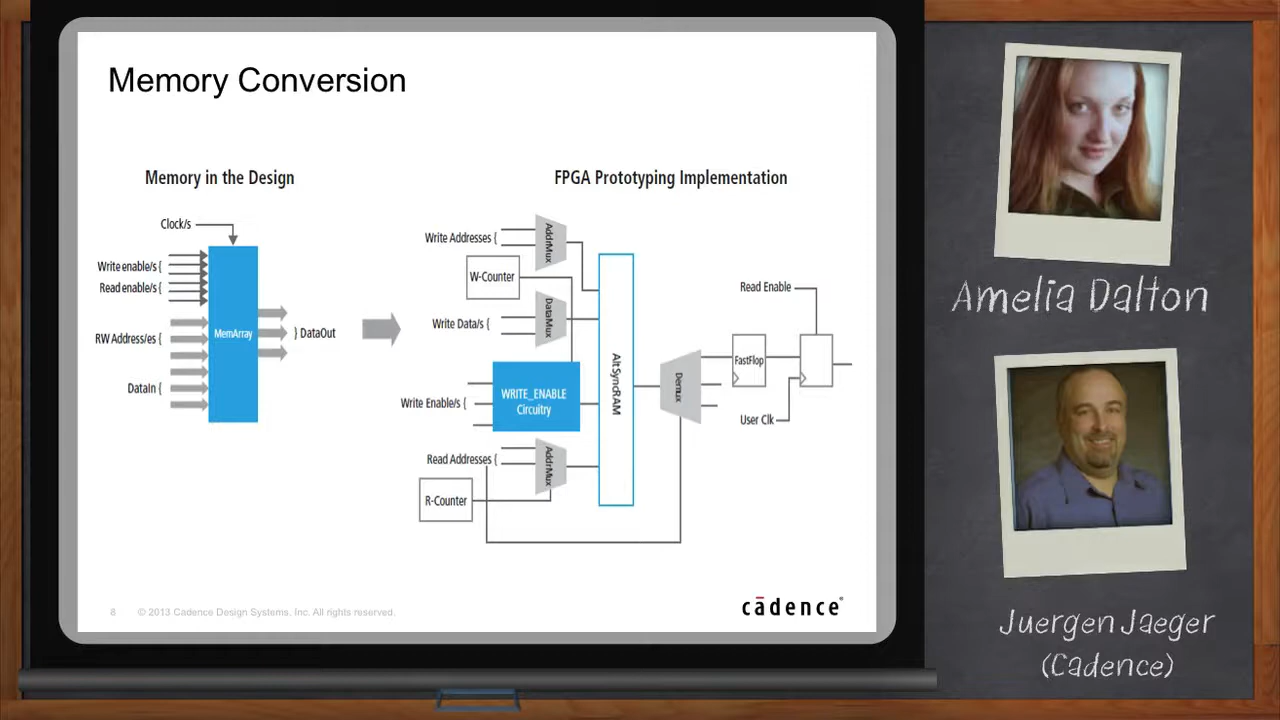 Memory Conversion
Memory in the Design
Clock/s
Write enable/s {
Read enable/s {
RW Address/es {
DataIn {
MemArray
} DataOut
FPGA Prototyping Implementation
Write Addresses {
AddrMux
W-Counter
Write Data/s {
DataMux
Write Enable/s {
WRITE_ENABLE
Circuitry
Read Addresses {
AddrMux
R-Counter
AltSyncRAM
Demux
Read Enable
FastFlop
User Clk
8 © 2013 Cadence Design Systems. Inc. All rights reserved.
cādence®
Amelia Dalton
Juergen Jaeger
(Cadence)